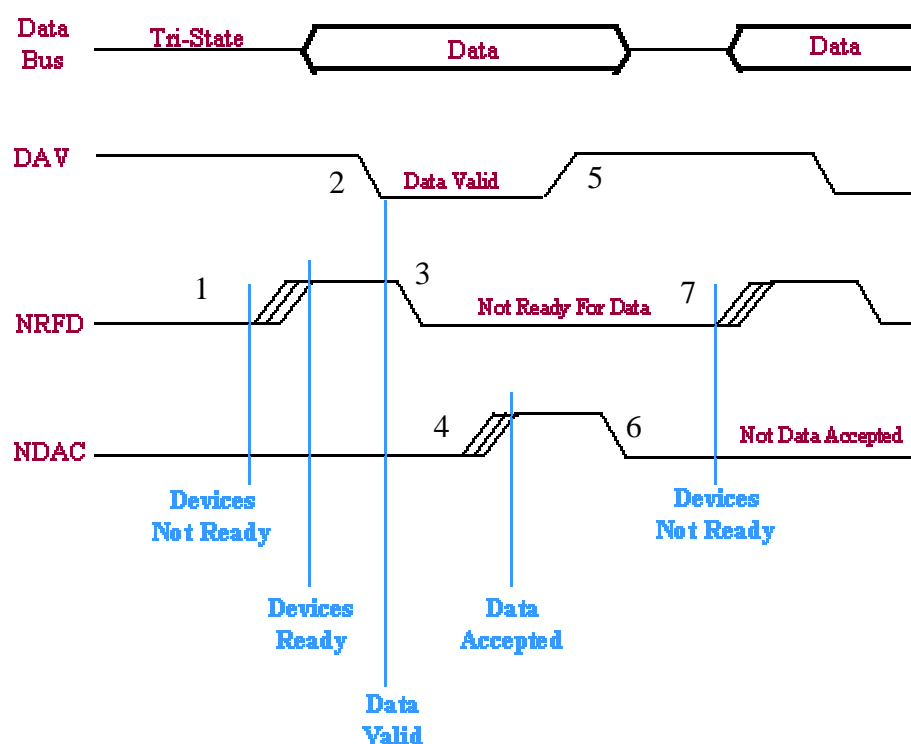 Data
Bus
Tri-State
Data
Data
DAV
2
Data Valid
5
1
3
7
NRFD
Not Ready For Data
4
6
NDAC
Not Data Accepted
Devices
Not Ready
Devices
Not Ready
Devices
Ready
Data
Accepted
Data
Valid